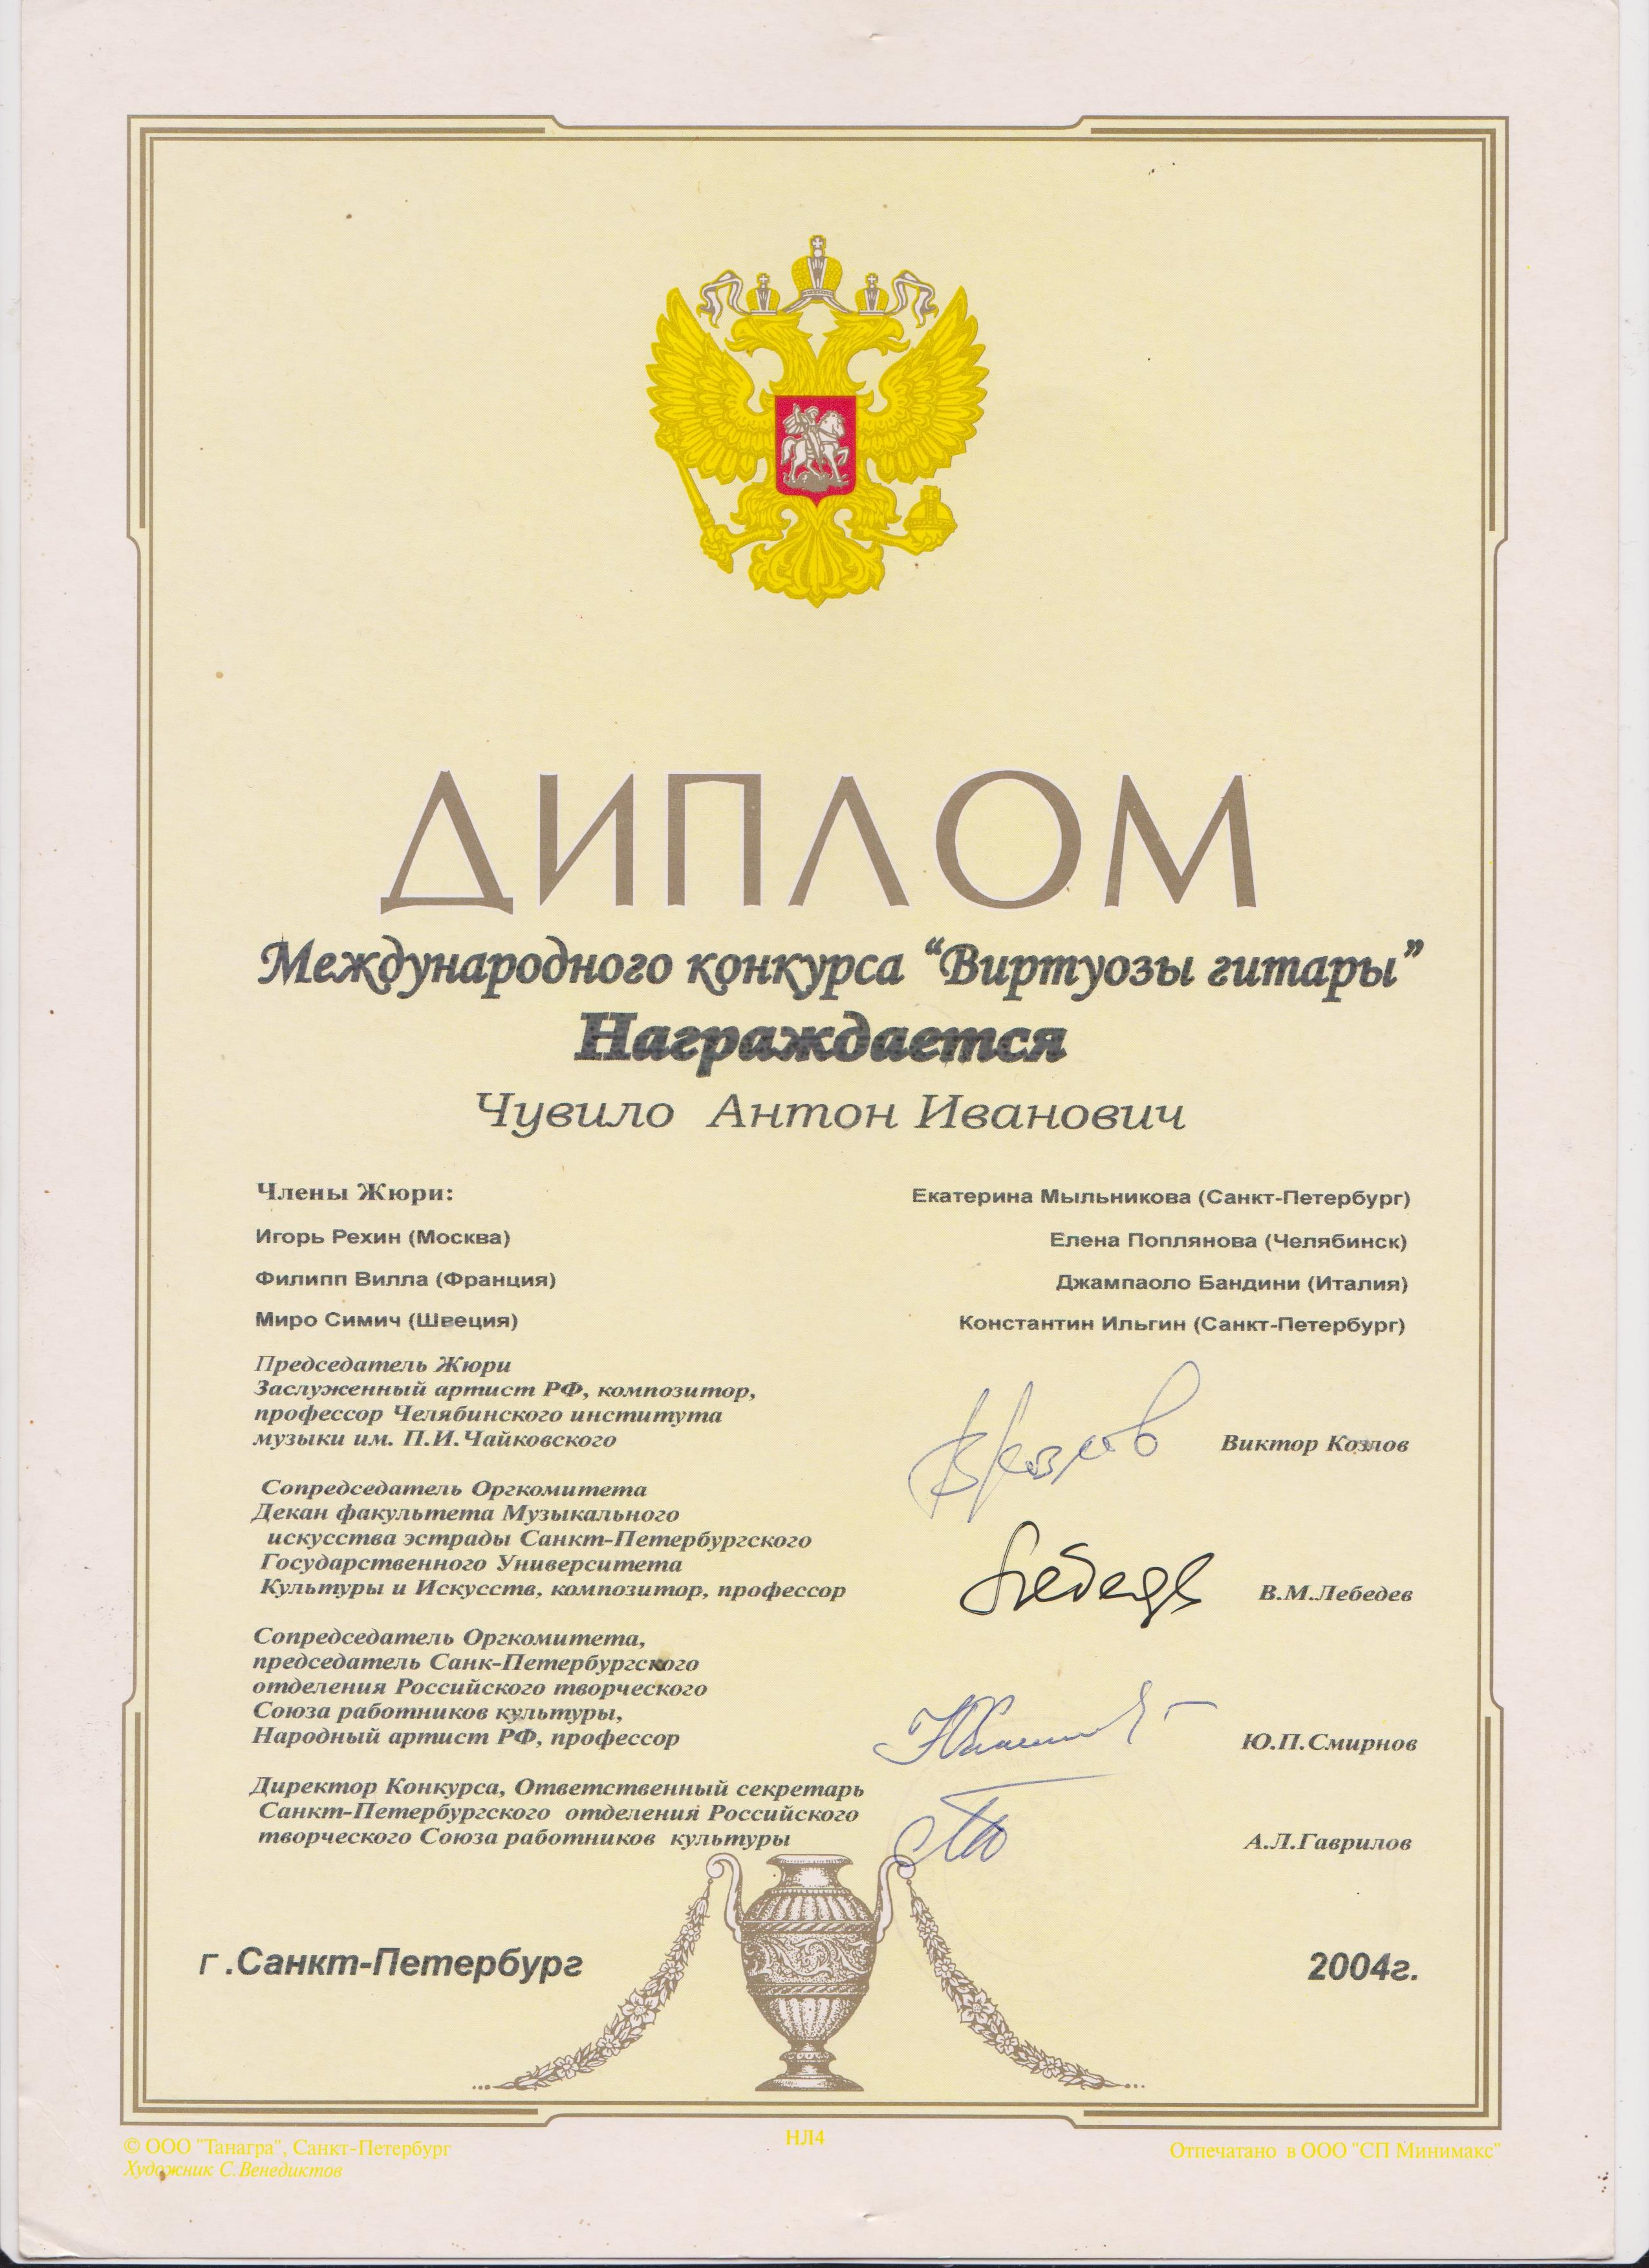 ДИПЛОМ
Международного конкурса “Виртуозы гитары”
Награждается
Чувило Антон Иванович
Члены Жюри:
Игорь Рехин (Москва)
Филипп Вилла (Франция)
Миро Симич (Швеция)
Екатерина Мыльникова (Санкт-Петербург)
Елена Поплянова (Челябинск)
Джампаоло Бандини (Италия)
Константин Ильгин (Санкт-Петербург)
Председатель Жюри
Заслуженный артист РФ, композитор,
профессор Челябинского института
музыки им. П.И.Чайковского
Виктор Козлов
Сопредседатель Оргкомитета
Декан факультета Музыкального
искусства эстрады Санкт-Петербургского
Государственного Университета
Культуры и Искусств, композитор, профессор
Лебедев
В.М.Лебедев
Сопредседатель Оргкомитета,
председатель Санк-Петербургского
отделения Российского творческого
Союза работников культуры,
Народный артист РФ, профессор
Ю.П.Смирнов
Директор Конкурса, Ответственный секретарь
Санкт-Петербургского отделения Российского
творческого Союза работников культуры
А.Л.Гаврилов
г.Санкт-Петербург
2004г.
© ООО "Танагра", Санкт-Петербург
Художник С.Венедиктов
НЛ4
Отпечатано в ООО "СП Минимакс"